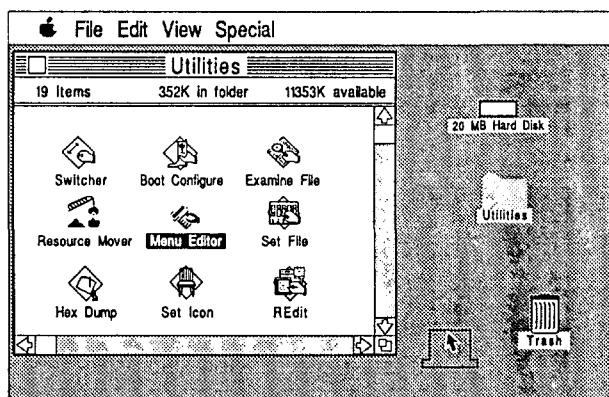 File Edit View Special
Utilities
19 Items 352K in folder 11353K available
20 MB Hard Disk
Switcher Boot Configure Examine File
Utilities
Resource Mover Menu Editor Set File
Hex Dump Set Icon REdit
Trash